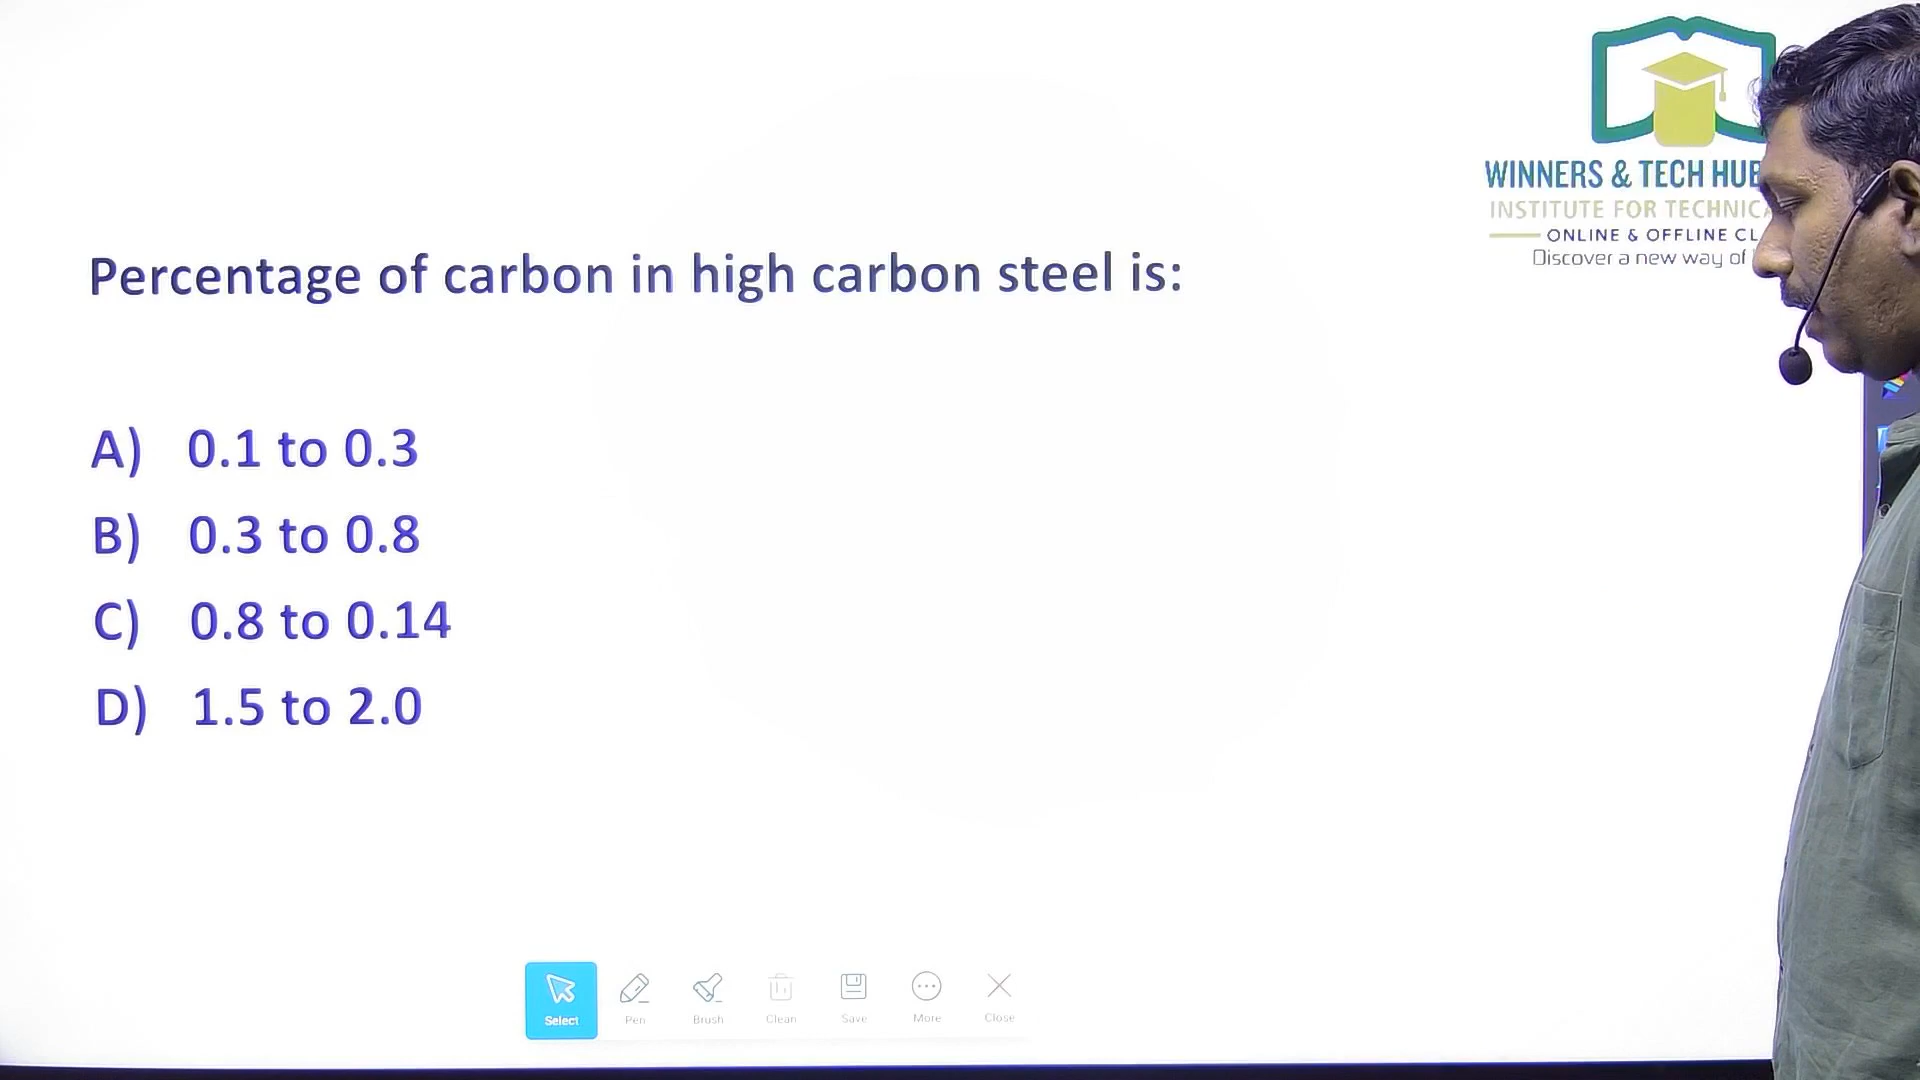 WINNERS & TECH HUB
INSTITUTE FOR TECHNICA
ONLINE & OFFLINE CL
Discover a new way of
Percentage of carbon in high carbon steel is:
A) 0.1 to 0.3
B) 0.3 to 0.8
C) 0.8 to 0.14
D) 1.5 to 2.0
Select Pen Brush Clean Save More Close